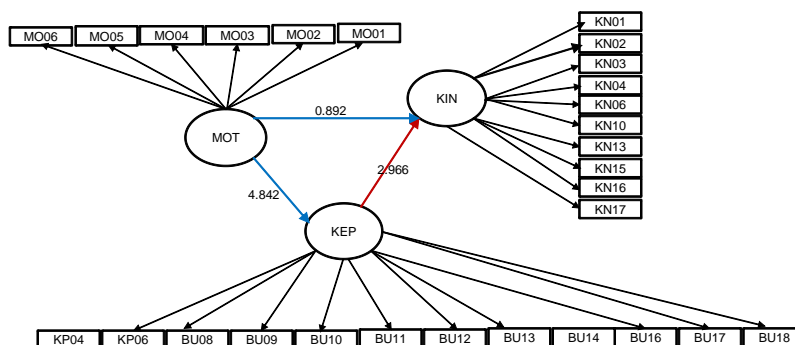 MO06 MO05 MO04 MO03 MO02 MO01
KN01
KN02
KN03
KN04
KN06
KN10
KN13
KN15
KN16
KN17
KIN
0.892
MOT
2.966
4.842
KEP
KP04 KP06 BU08 BU09 BU10 BU11 BU12 BU13 BU14 BU16 BU17 BU18